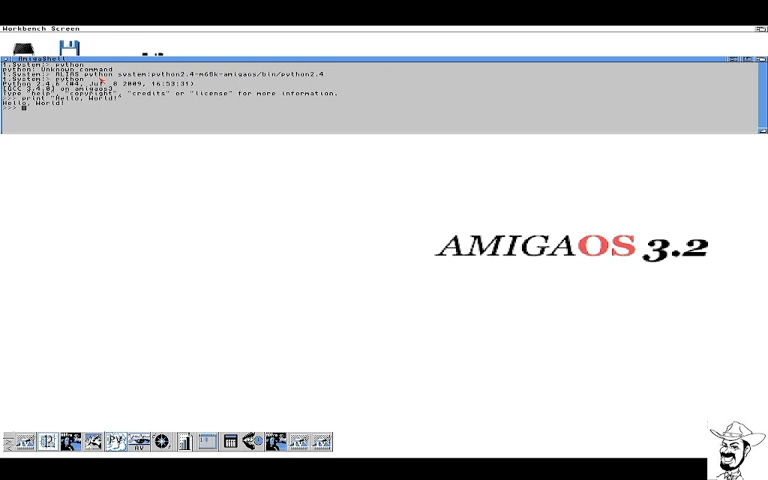 Workbench Screen
AmigaShell
1.System:> python
python: Unknown command
1.System:> ALIAS python system:python2.4-m68k-amigaos/bin/python2.4
1.System:> python
Python 2.4.6 (#4, Jul 8 2009, 16:53:31)
[GCC 3.4.0] on amigaos3
Type "help", "copyright", "credits" or "license" for more information.
>>> print "Hello, World!"
Hello, World!
>>>
AMIGAOS 3.2
PV
RV